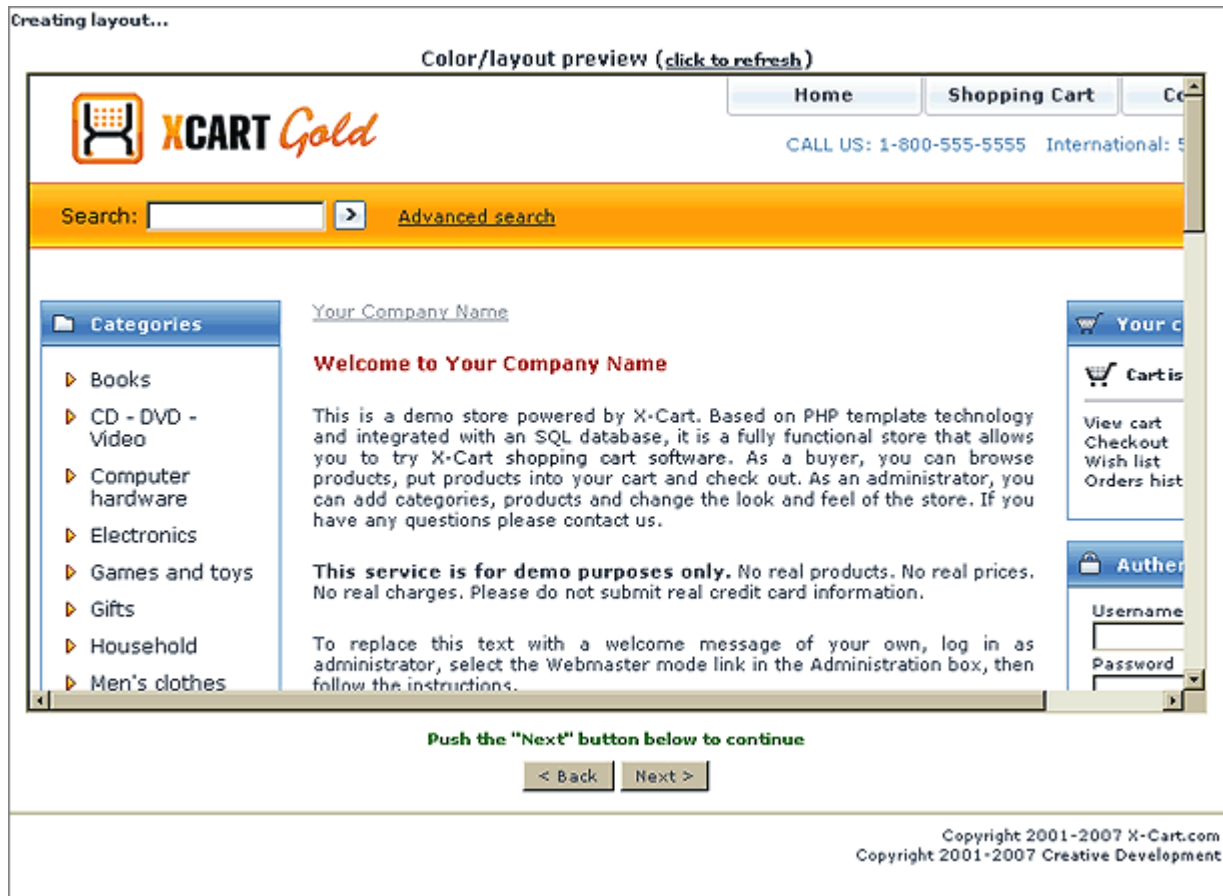 Creating layout...
Color/layout preview (click to refresh)
XCART Gold
Home
Shopping Cart
CALL US: 1-800-555-5555 International:
Search:
>
Advanced search
Categories
Books
CD - DVD -
Video
Computer
hardware
Electronics
Games and toys
Gifts
Household
Men's clothes
Your Company Name
Welcome to Your Company Name
This is a demo store powered by X-Cart. Based on PHP template technology
and integrated with an SQL database, it is a fully functional store that allows
you to try X-Cart shopping cart software. As a buyer, you can browse
products, put products into your cart and check out. As an administrator, you
can add categories, products and change the look and feel of the store. If you
have any questions please contact us.
This service is for demo purposes only. No real products. No real prices.
No real charges. Please do not submit real credit card information.
To replace this text with a welcome message of your own, log in as
administrator, select the Webmaster mode link in the Administration box, then
follow the instructions.
Your c
Cart is
View cart
Checkout
Wish list
Orders hist
Authen
Username
Password
Push the "Next" button below to continue
< Back
Next >
Copyright 2001-2007 X-Cart.com
Copyright 2001-2007 Creative Development